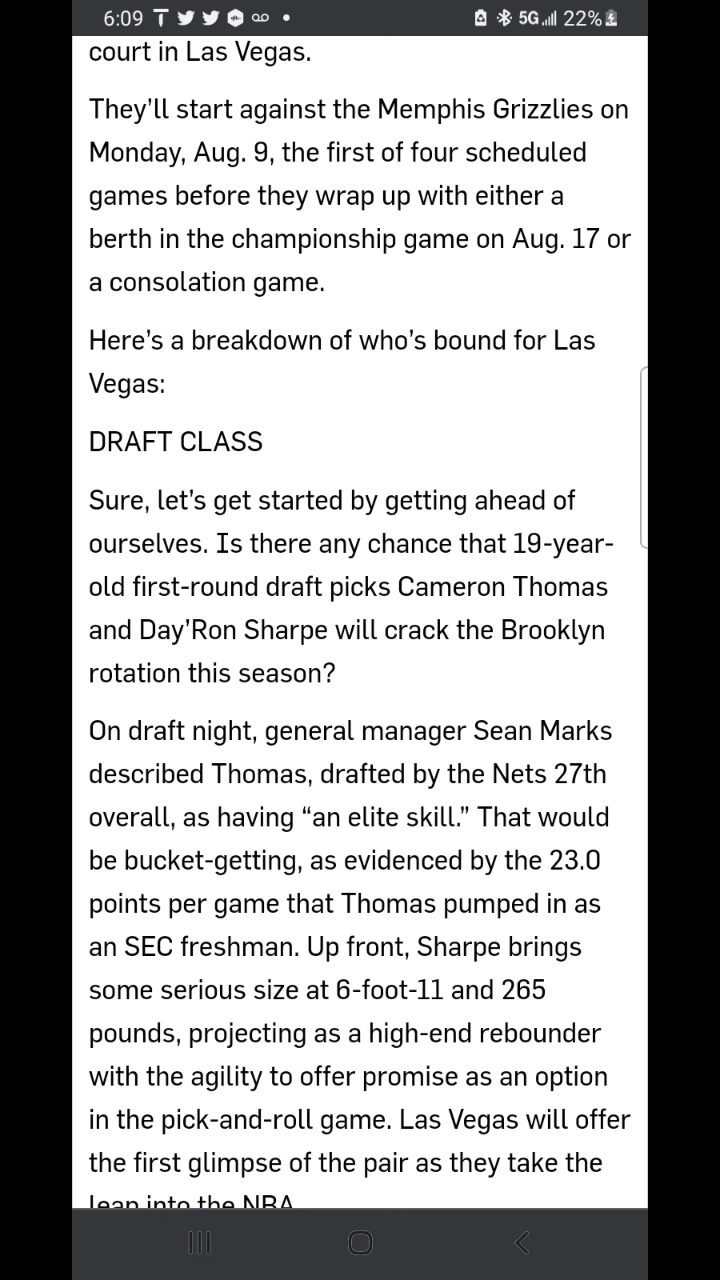 6:09 5G 22%
court in Las Vegas.
They'll start against the Memphis Grizzlies on
Monday, Aug. 9, the first of four scheduled
games before they wrap up with either a
berth in the championship game on Aug. 17 or
a consolation game.
Here's a breakdown of who's bound for Las
Vegas:
DRAFT CLASS
Sure, let's get started by getting ahead of
ourselves. Is there any chance that 19-year-
old first-round draft picks Cameron Thomas
and Day'Ron Sharpe will crack the Brooklyn
rotation this season?
On draft night, general manager Sean Marks
described Thomas, drafted by the Nets 27th
overall, as having “an elite skill.” That would
be bucket-getting, as evidenced by the 23.0
points per game that Thomas pumped in as
an SEC freshman. Up front, Sharpe brings
some serious size at 6-foot-11 and 265
pounds, projecting as a high-end rebounder
with the agility to offer promise as an option
in the pick-and-roll game. Las Vegas will offer
the first glimpse of the pair as they take the
leap into the NBA